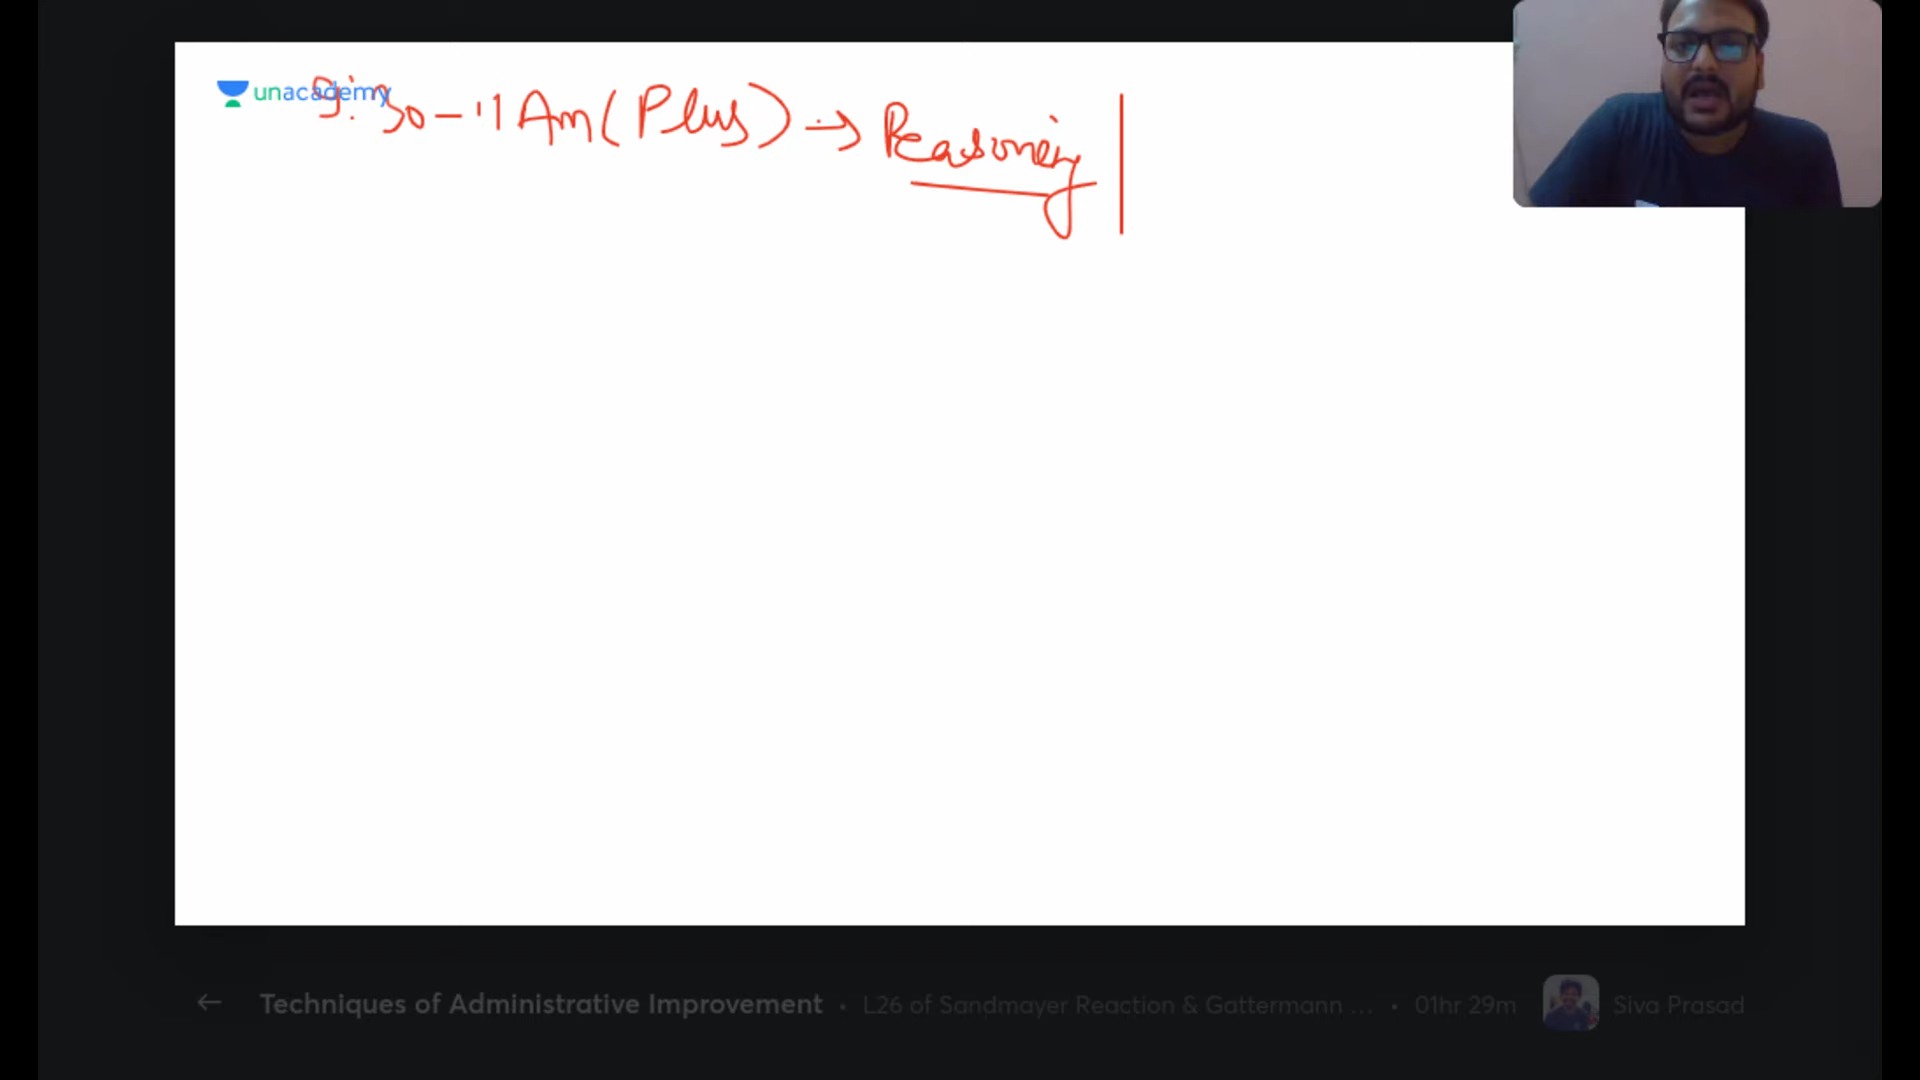 unacademy
9:30-11 Am (Plus) → Reasoning
Techniques of Administrative Improvement • L26 of Sandmayer Reaction & Gattermann ... • 01hr 29m Siva Prasad